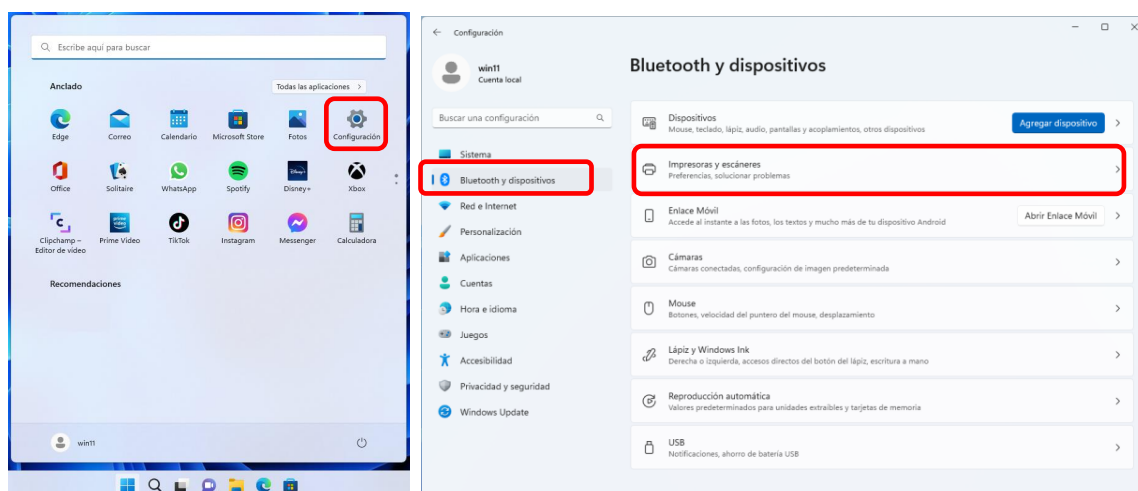 Escribe aquí para buscar
Anclado
Todas las aplicaciones >
Edge
Correo
Calendario
Microsoft Store
Fotos
Configuración
Office
Solitaire
WhatsApp
Spotify
Disney+
Xbox
Clipchamp –
Editor de vídeo
Prime Video
TikTok
Instagram
Messenger
Calculadora
Recomendaciones
win11
Configuración
win11
Cuenta local
Buscar una configuración
Sistema
Bluetooth y dispositivos
Red e Internet
Personalización
Aplicaciones
Cuentas
Hora e idioma
Juegos
Accesibilidad
Privacidad y seguridad
Windows Update
Bluetooth y dispositivos
Dispositivos
Mouse, teclado, lápiz, audio, pantallas y acoplamientos, otros dispositivos
Agregar dispositivo
Impresoras y escáneres
Preferencias, solucionar problemas
Enlace Móvil
Accede al instante a las fotos, los textos y mucho más de tu dispositivo Android
Abrir Enlace Móvil
Cámaras
Cámaras conectadas, configuración de imagen predeterminada
Mouse
Botones, velocidad del puntero del mouse, desplazamiento
Lápiz y Windows Ink
Derecha o izquierda, accesos directos del botón del lápiz, escritura a mano
Reproducción automática
Valores predeterminados para unidades extraíbles y tarjetas de memoria
USB
Notificaciones, ahorro de batería USB